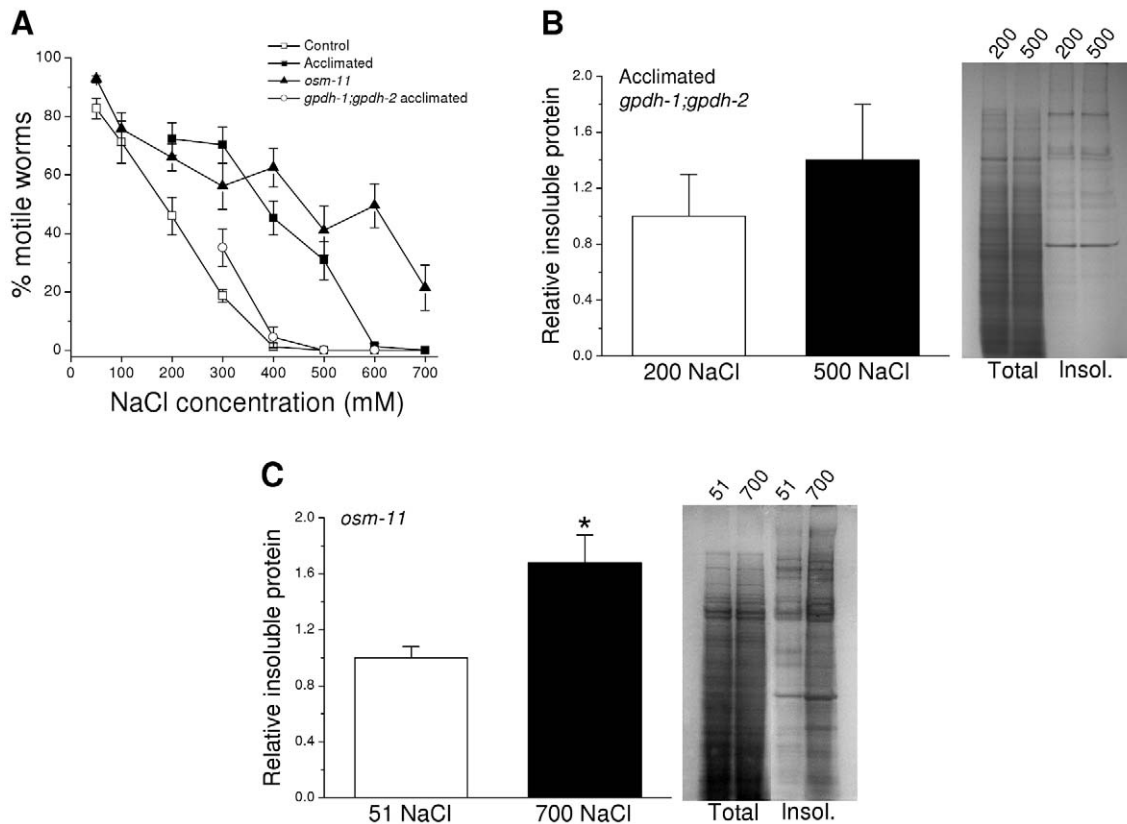 A
Control
Acclimated
osm-11
gpdh-1;gpdh-2 acclimated
100
80
60
40
20
0
% motile worms
0 100 200 300 400 500 600 700
NaCl concentration (mM)
B
Acclimated
gpdh-1;gpdh-2
2.0
1.6
1.2
0.8
0.4
0.0
Relative insoluble protein
200 NaCl 500 NaCl
200 500 200 500
Total Insol.
C
osm-11
*
2.0
1.6
1.2
0.8
0.4
0.0
Relative insoluble protein
51 NaCl 700 NaCl
51 700 51 700
Total Insol.